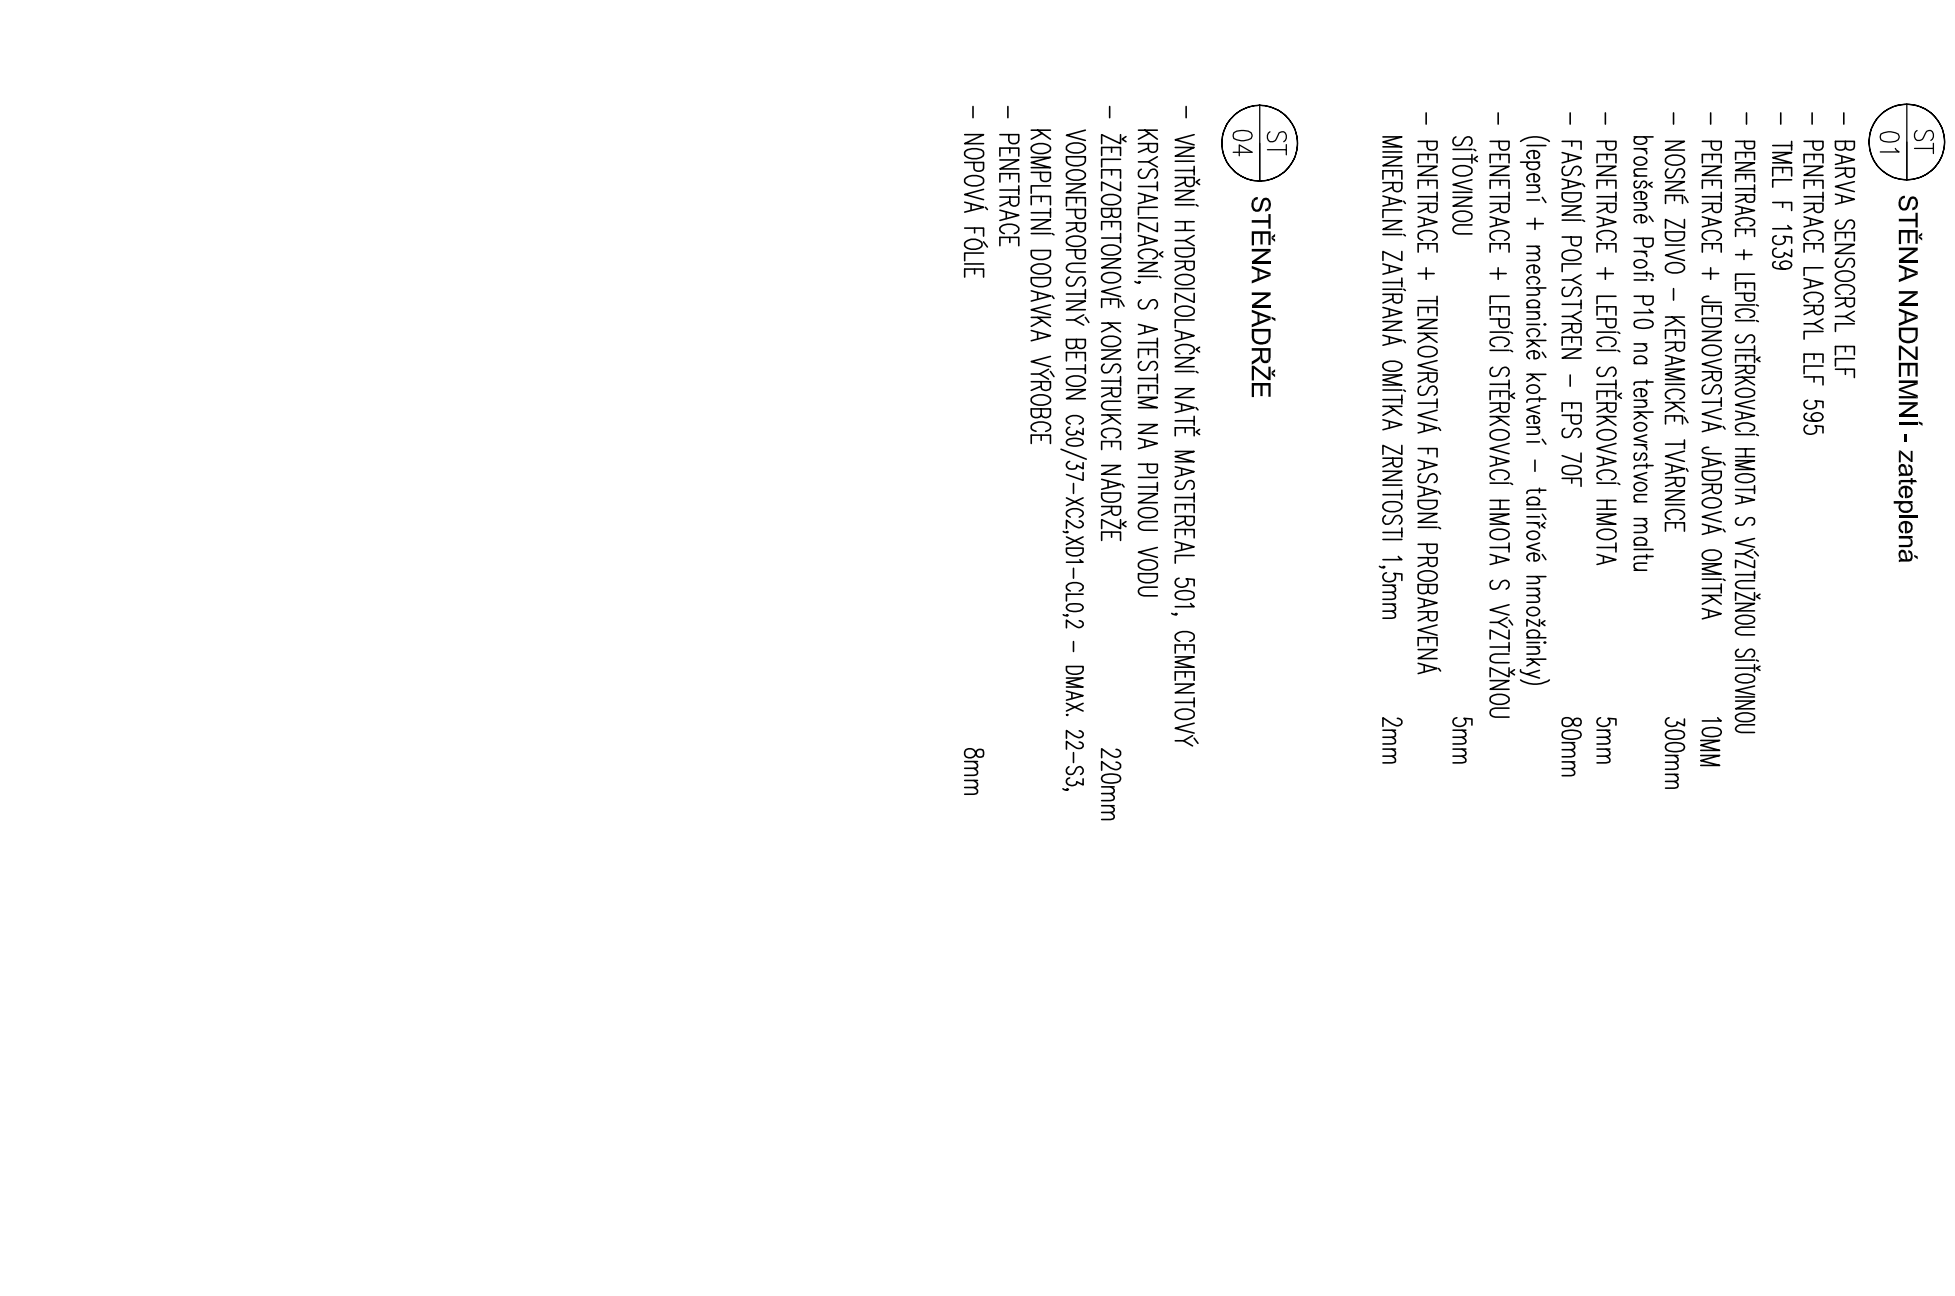 ST
01
STĚNA NADZEMNÍ - zateplená
- BARVA SENSOCRYL ELF
- PENETRACE LACRYL ELF 595
- TMEL F 1539
- PENETRACE + LEPÍCÍ STĚRKOVACÍ HMOTA S VÝZTUŽNOU SÍŤOVINOU
- PENETRACE + JEDNOVRSTVÁ JÁDROVÁ OMÍTKA 10MM
- NOSNÉ ZDIVO - KERAMICKÉ TVÁRNICE 300mm
broušené Profi P10 na tenkovrstvou maltu
- PENETRACE + LEPÍCÍ STĚRKOVACÍ HMOTA 5mm
- FASÁDNÍ POLYSTYREN - EPS 70F 80mm
(lepení + mechanické kotvení - talířové hmoždinky)
- PENETRACE + LEPÍCÍ STĚRKOVACÍ HMOTA S VÝZTUŽNOU
SÍŤOVINOU 5mm
- PENETRACE + TENKOVRSTVÁ FASÁDNÍ PROBARVENÁ
MINERÁLNÍ ZATÍRANÁ OMÍTKA ZRNITOSTI 1,5mm 2mm
ST
04
STĚNA NÁDRŽE
- VNITŘNÍ HYDROIZOLAČNÍ NÁTĚ MASTEREAL 501, CEMENTOVÝ
KRYSTALIZAČNÍ, S ATESTEM NA PITNOU VODU
- ŽELEZOBETONOVÉ KONSTRUKCE NÁDRŽE 220mm
VODONEPROPUSTNÝ BETON C30/37-XC2,XD1-CL0,2 - DMAX. 22-S3,
KOMPLETNÍ DODÁVKA VÝROBCE
- PENETRACE
- NOPOVÁ FÓLIE 8mm